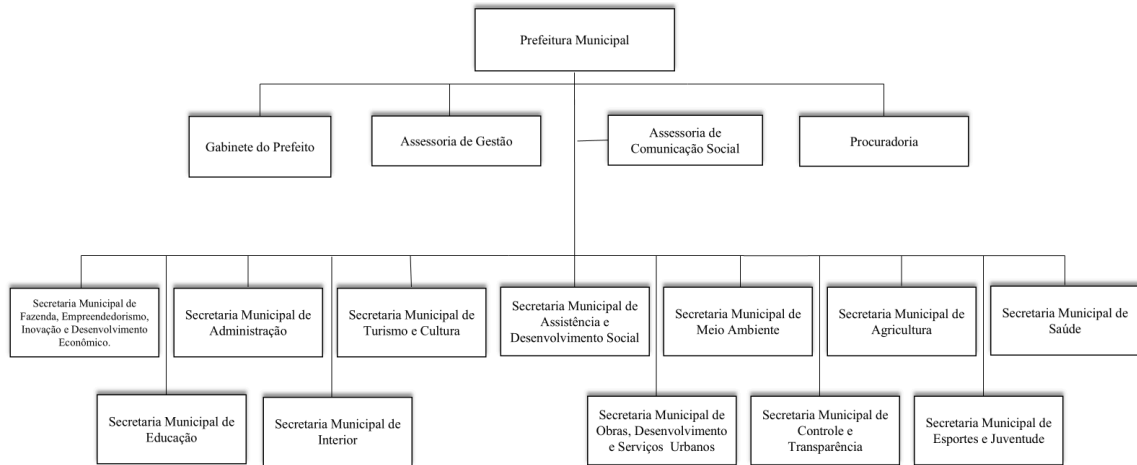 Prefeitura Municipal
Gabinete do Prefeito
Assessoria de Gestão
Assessoria de
Comunicação Social
Procuradoria
Secretaria Municipal de
Fazenda, Empreendedorismo,
Inovação e Desenvolvimento
Econômico.
Secretaria Municipal de
Administração
Secretaria Municipal de
Turismo e Cultura
Secretaria Municipal de
Assistência e
Desenvolvimento Social
Secretaria Municipal de
Meio Ambiente
Secretaria Municipal de
Agricultura
Secretaria Municipal de
Saúde
Secretaria Municipal de
Educação
Secretaria Municipal de
Interior
Secretaria Municipal de
Obras, Desenvolvimento
e Serviços Urbanos
Secretaria Municipal de
Controle e
Transparência
Secretaria Municipal de
Esportes e Juventude